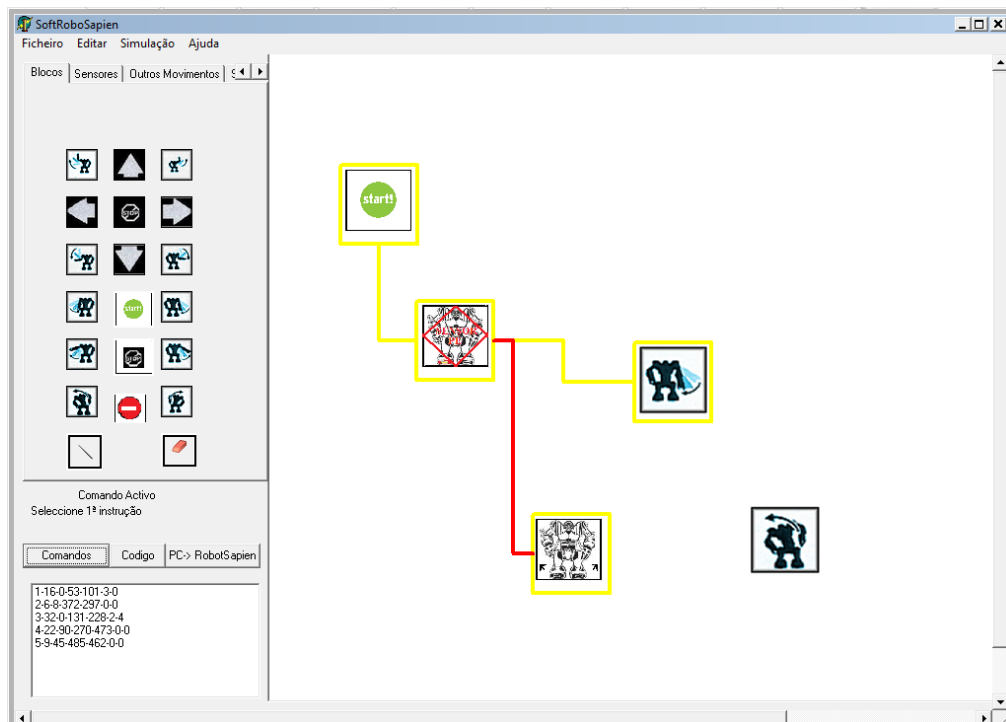 SoftRoboSapien
Ficheiro Editar Simulação Ajuda
Blocos Sensores Outros Movimentos
start!
STOP
start!
STOP
Comando Activo
Seleccione 1ª instrução
Comandos Codigo PC-> RobotSapien
1-16-0-53-101-3-0
2-6-8-372-297-0-0
3-32-0-131-228-2-4
4-22-90-270-473-0-0
5-9-45-485-462-0-0